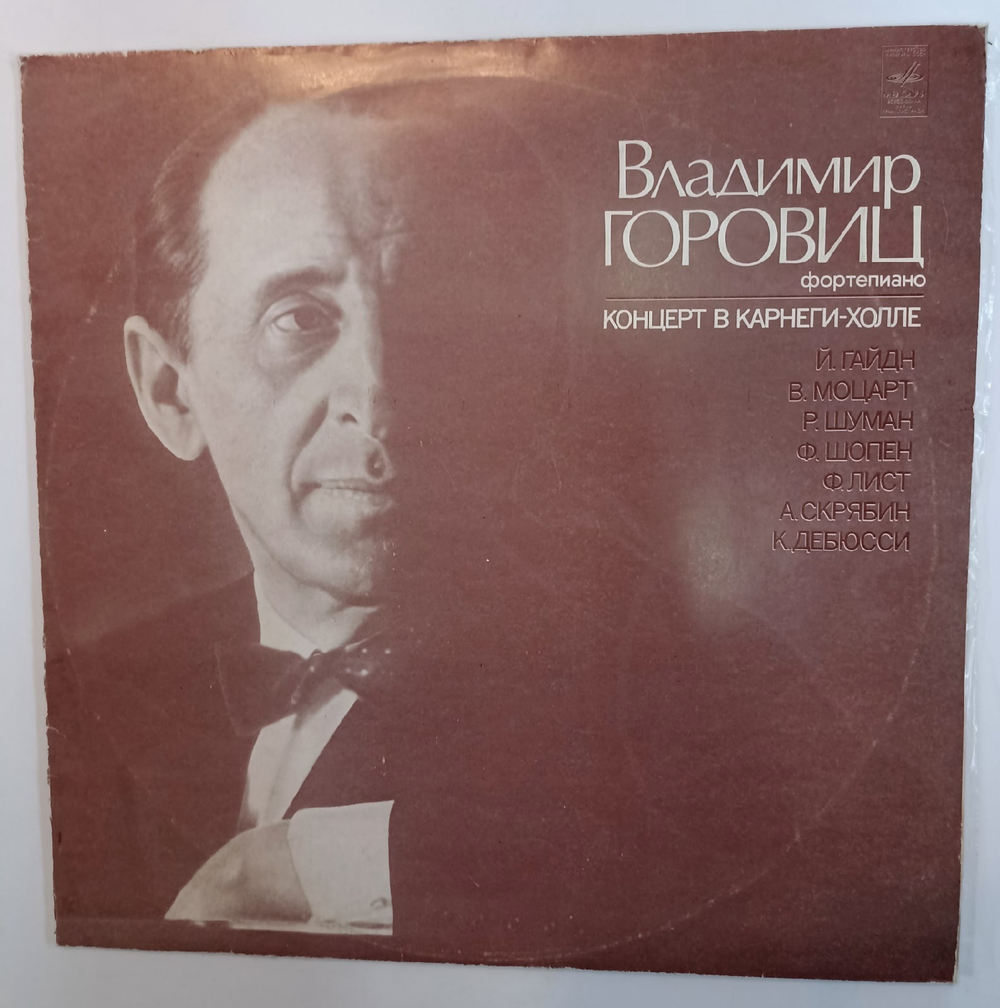 Владимир
ГОРОВИЦ
фортепиано
КОНЦЕРТ В КАРНЕГИ-ХОЛЛЕ
Й. ГАЙДН
В. МОЦАРТ
Р. ШУМАН
Ф. ШОПЕН
Ф. ЛИСТ
А. СКРЯБИН
К. ДЕБЮССИ